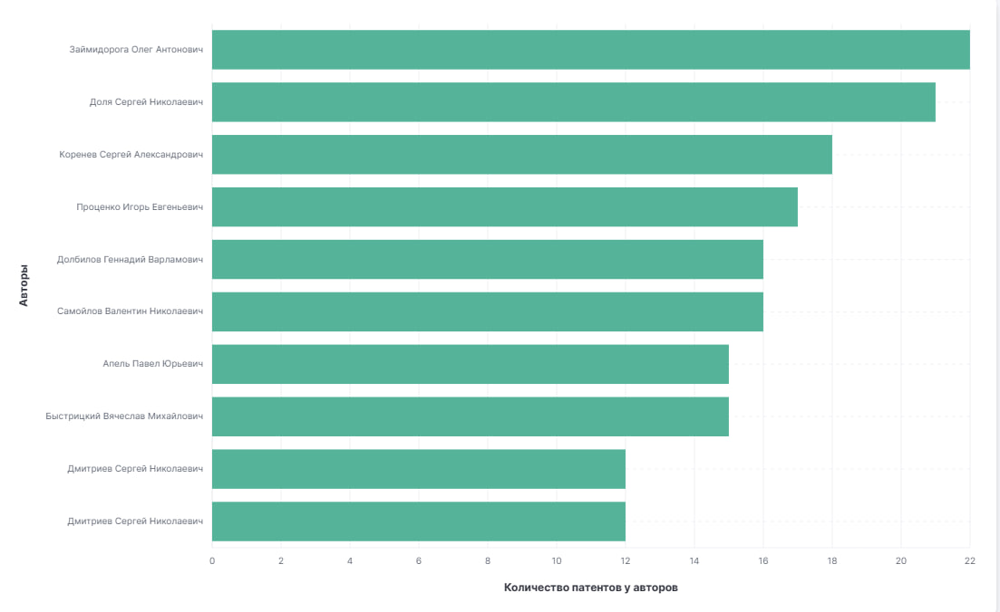 Займидорога Олег Антонович
Доля Сергей Николаевич
Коренев Сергей Александрович
Проценко Игорь Евгеньевич
Долбилов Геннадий Варламович
Самойлов Валентин Николаевич
Апель Павел Юрьевич
Быстрицкий Вячеслав Михайлович
Дмитриев Сергей Николаевич
Дмитриев Сергей Николаевич
Авторы
0 2 4 6 8 10 12 14 16 18 20 22
Количество патентов у авторов